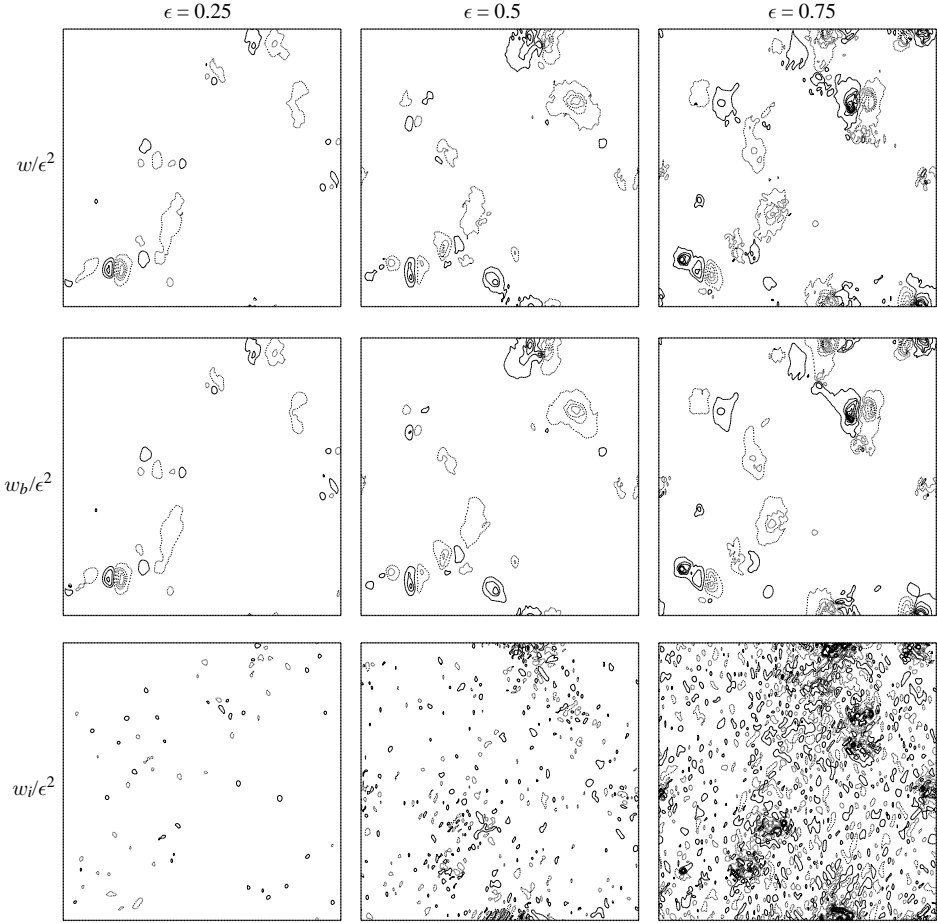 ϵ = 0.25 ϵ = 0.5 ϵ = 0.75
w/ϵ²
w_b/ϵ²
w_i/ϵ²